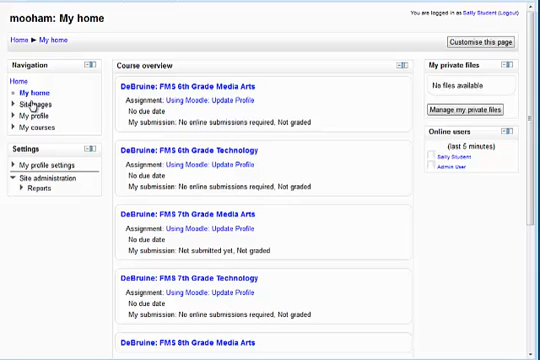 mooham: My home
You are logged in as Sally Student (Logout)
Home ► My home
Customise this page
Navigation
Home
My home
Site pages
My profile
My courses
Settings
My profile settings
Site administration
Reports
Course overview
DeBruine: FMS 6th Grade Media Arts
Assignment: Using Moodle: Update Profile
No due date
My submission: No online submissions required, Not graded
DeBruine: FMS 6th Grade Technology
Assignment: Using Moodle: Update Profile
No due date
My submission: No online submissions required, Not graded
DeBruine: FMS 7th Grade Media Arts
Assignment: Using Moodle: Update Profile
No due date
My submission: Not submitted yet, Not graded
DeBruine: FMS 7th Grade Technology
Assignment: Using Moodle: Update Profile
No due date
My submission: No online submissions required, Not graded
DeBruine: FMS 8th Grade Media Arts
My private files
No files available
Manage my private files
Online users
(last 5 minutes)
Sally Student
Admin User